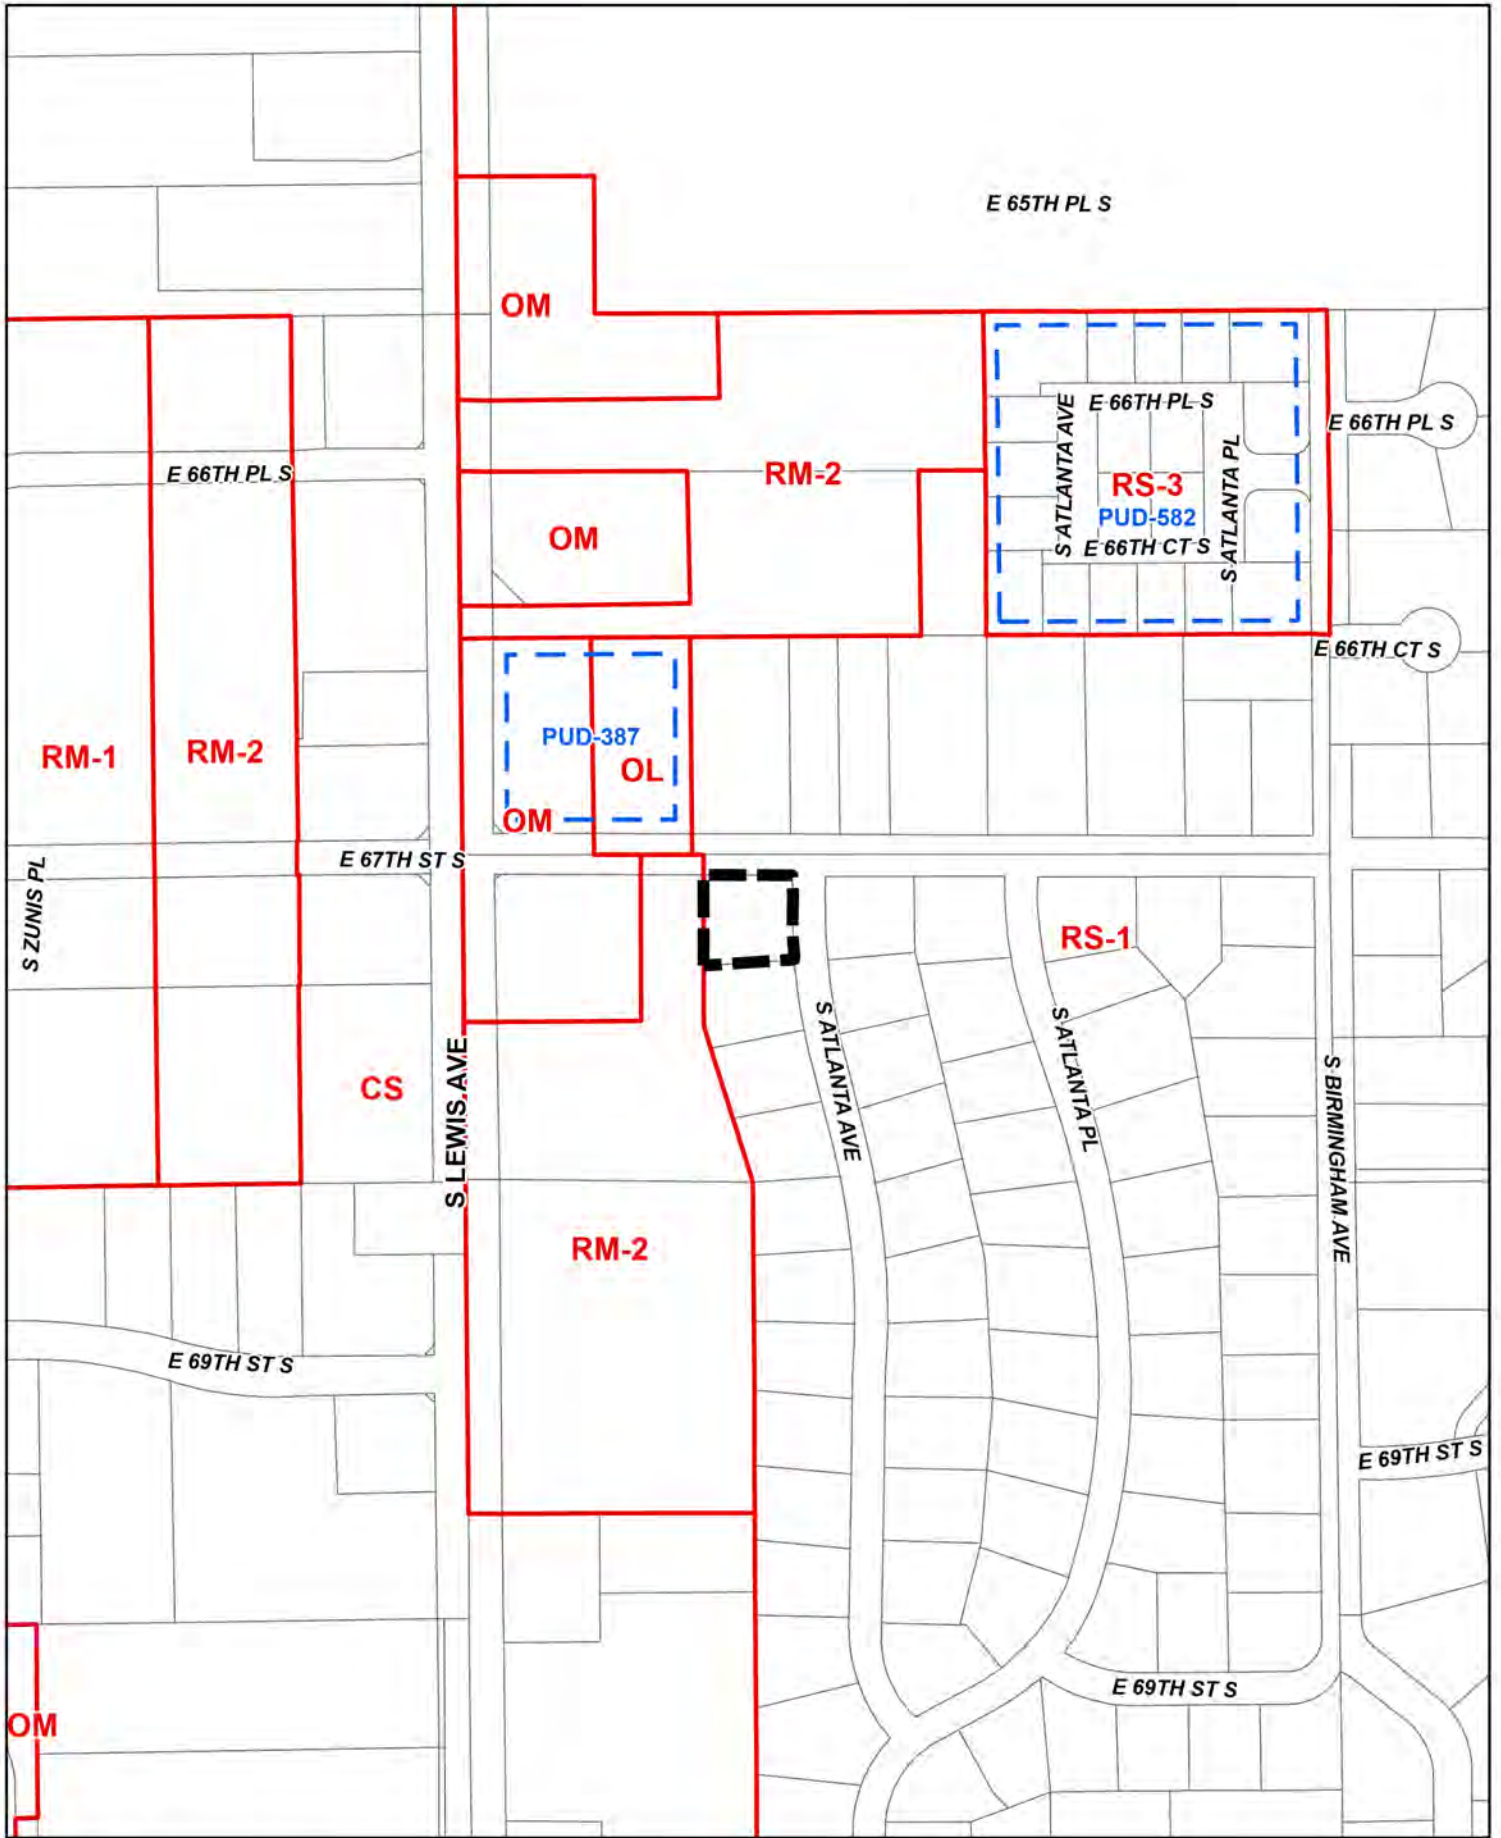 E 65TH PL S
OM
S ATLANTA AVE
E 66TH PL S
E 66TH PL S
S ATLANTA PL
E 66TH PL S
RM-2
RS-3
PUD-582
OM
E 66TH CT S
E 66TH CT S
PUD-387
RM-1
RM-2
OL
OM
E 67TH ST S
S ZUNIS PL
RS-1
S ATLANTA AVE
S ATLANTA PL
S BIRMINGHAM AVE
CS
S LEWIS AVE
RM-2
E 69TH ST S
E 69TH ST S
E 69TH ST S
OM